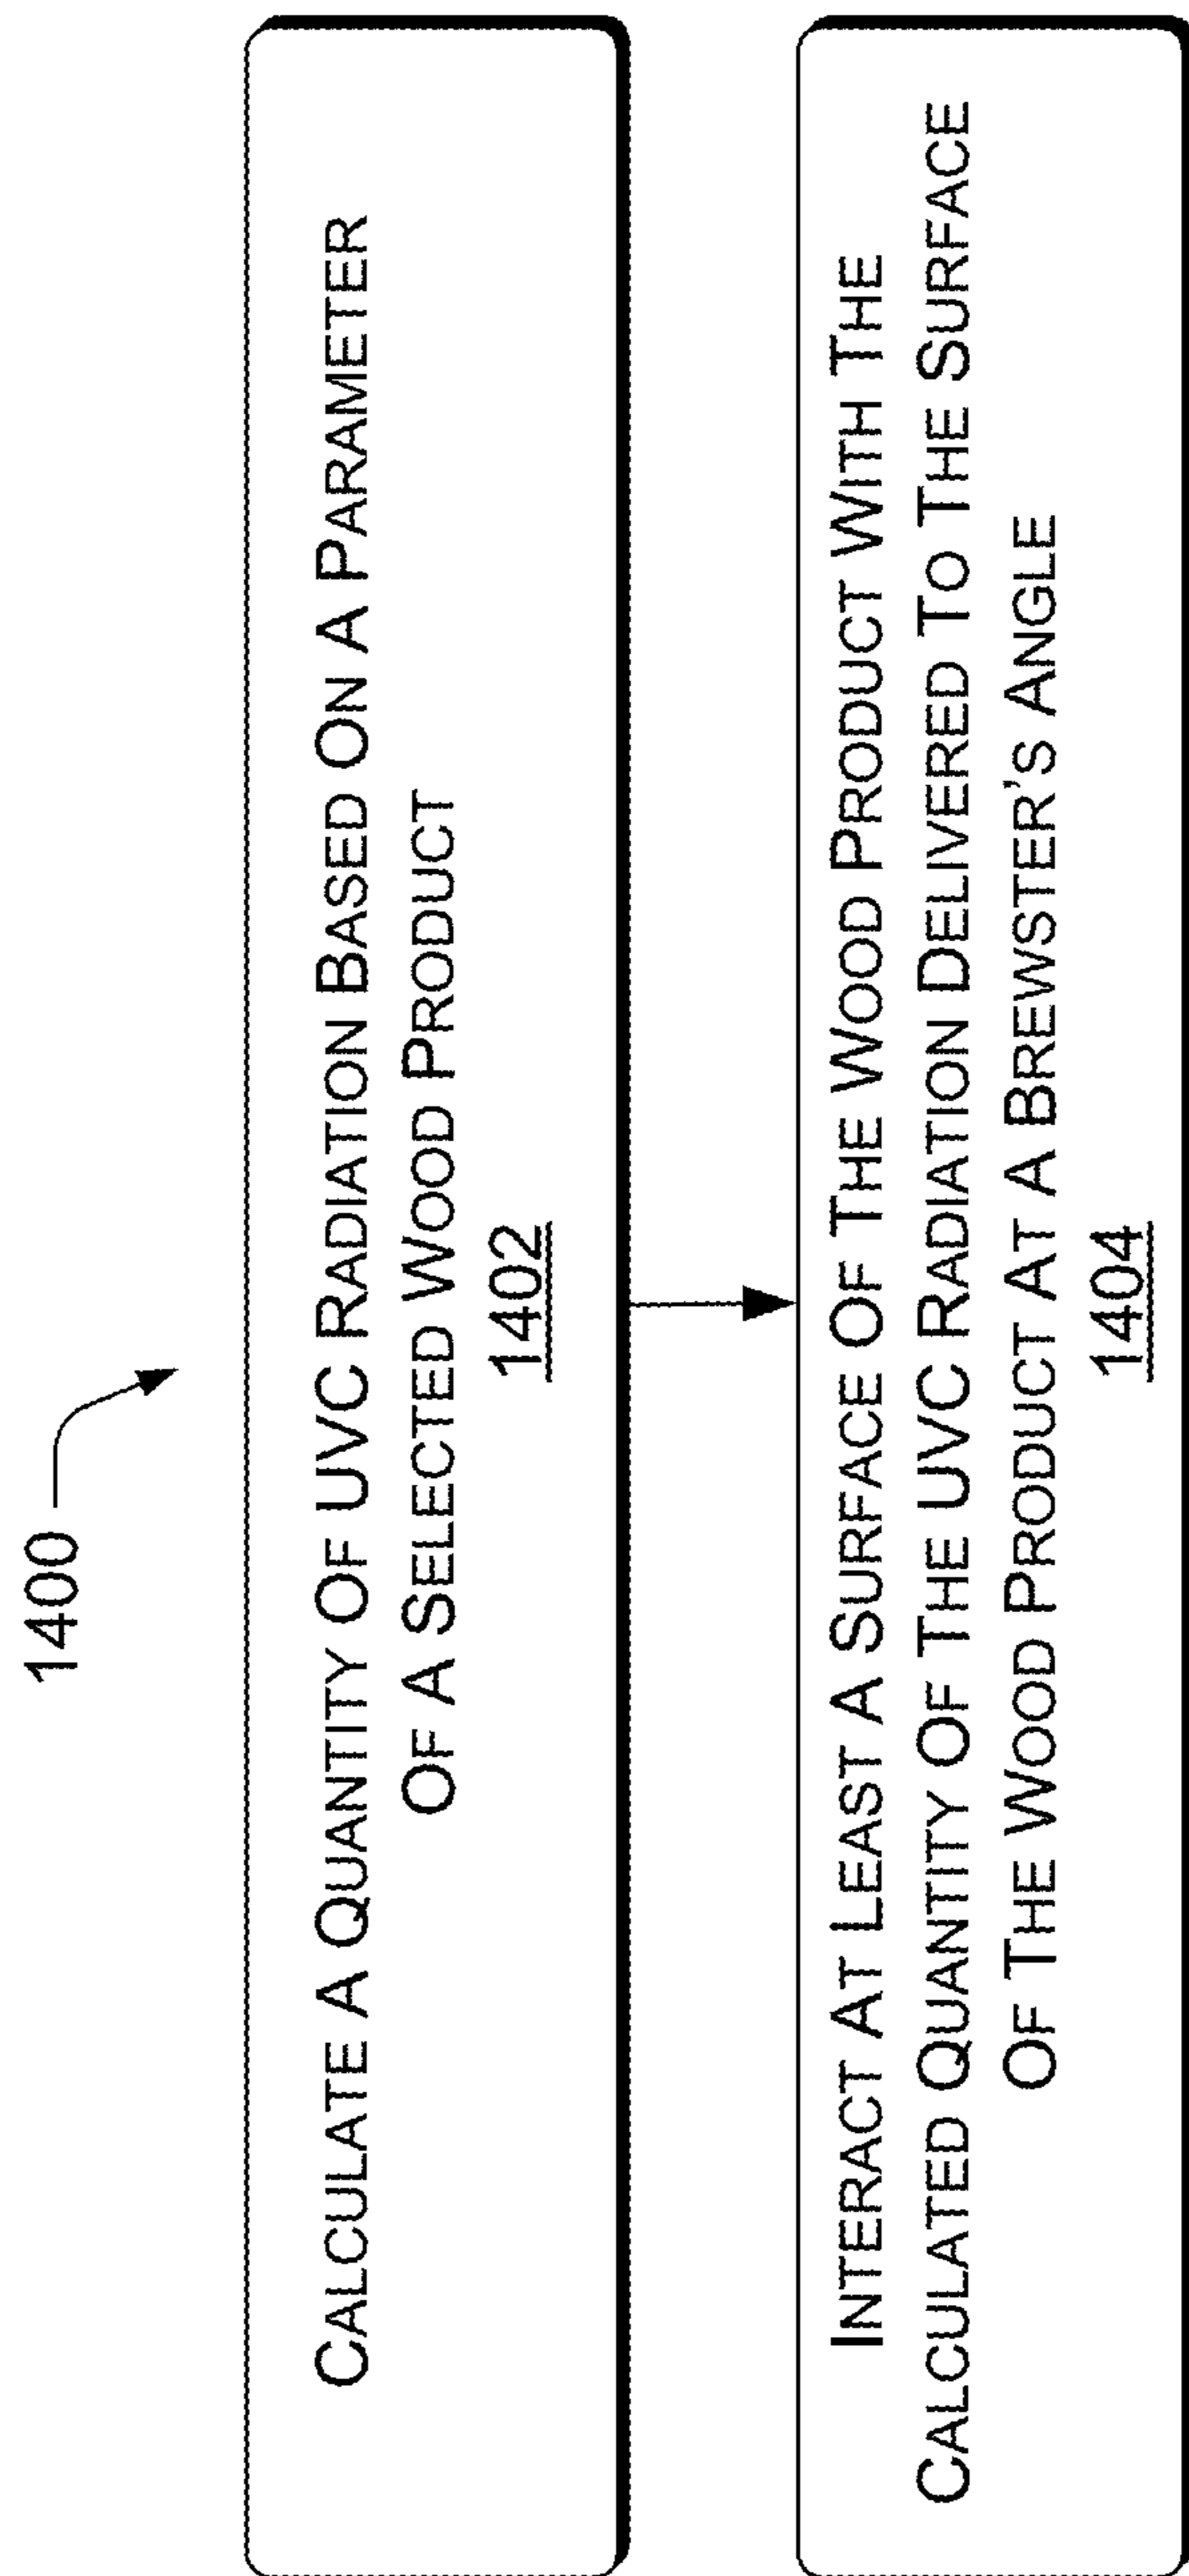 1400
CALCULATE A QUANTITY OF UVC RADIATION BASED ON A PARAMETER
OF A SELECTED WOOD PRODUCT
1402
INTERACT AT LEAST A SURFACE OF THE WOOD PRODUCT WITH THE
CALCULATED QUANTITY OF THE UVC RADIATION DELIVERED TO THE SURFACE
OF THE WOOD PRODUCT AT A BREWSTER'S ANGLE
1404